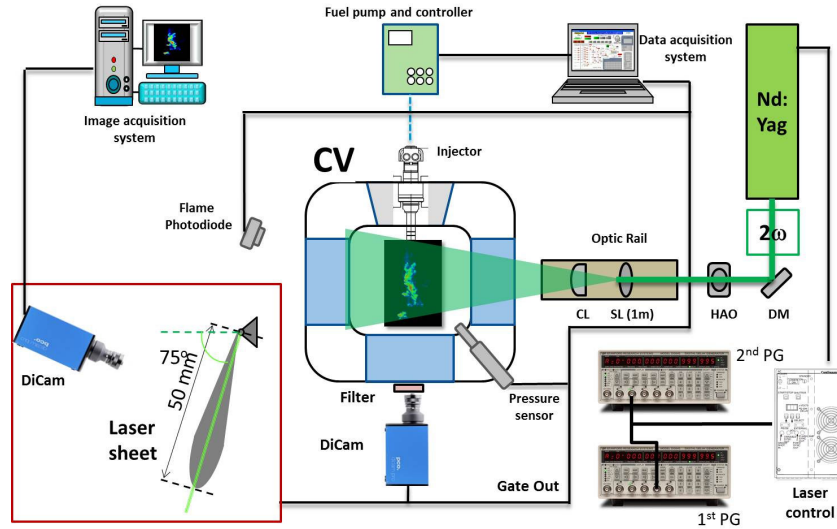 Fuel pump and controller
Data acquisition
system
Image acquisition
system
Nd:
Yag
CV
Injector
Flame
Photodiode
2ω
Optic Rail
CL
SL (1m)
HAO
DM
DiCam
75°
50 mm
Laser
sheet
Filter
DiCam
Pressure
sensor
Gate Out
2nd PG
1st PG
Laser
control